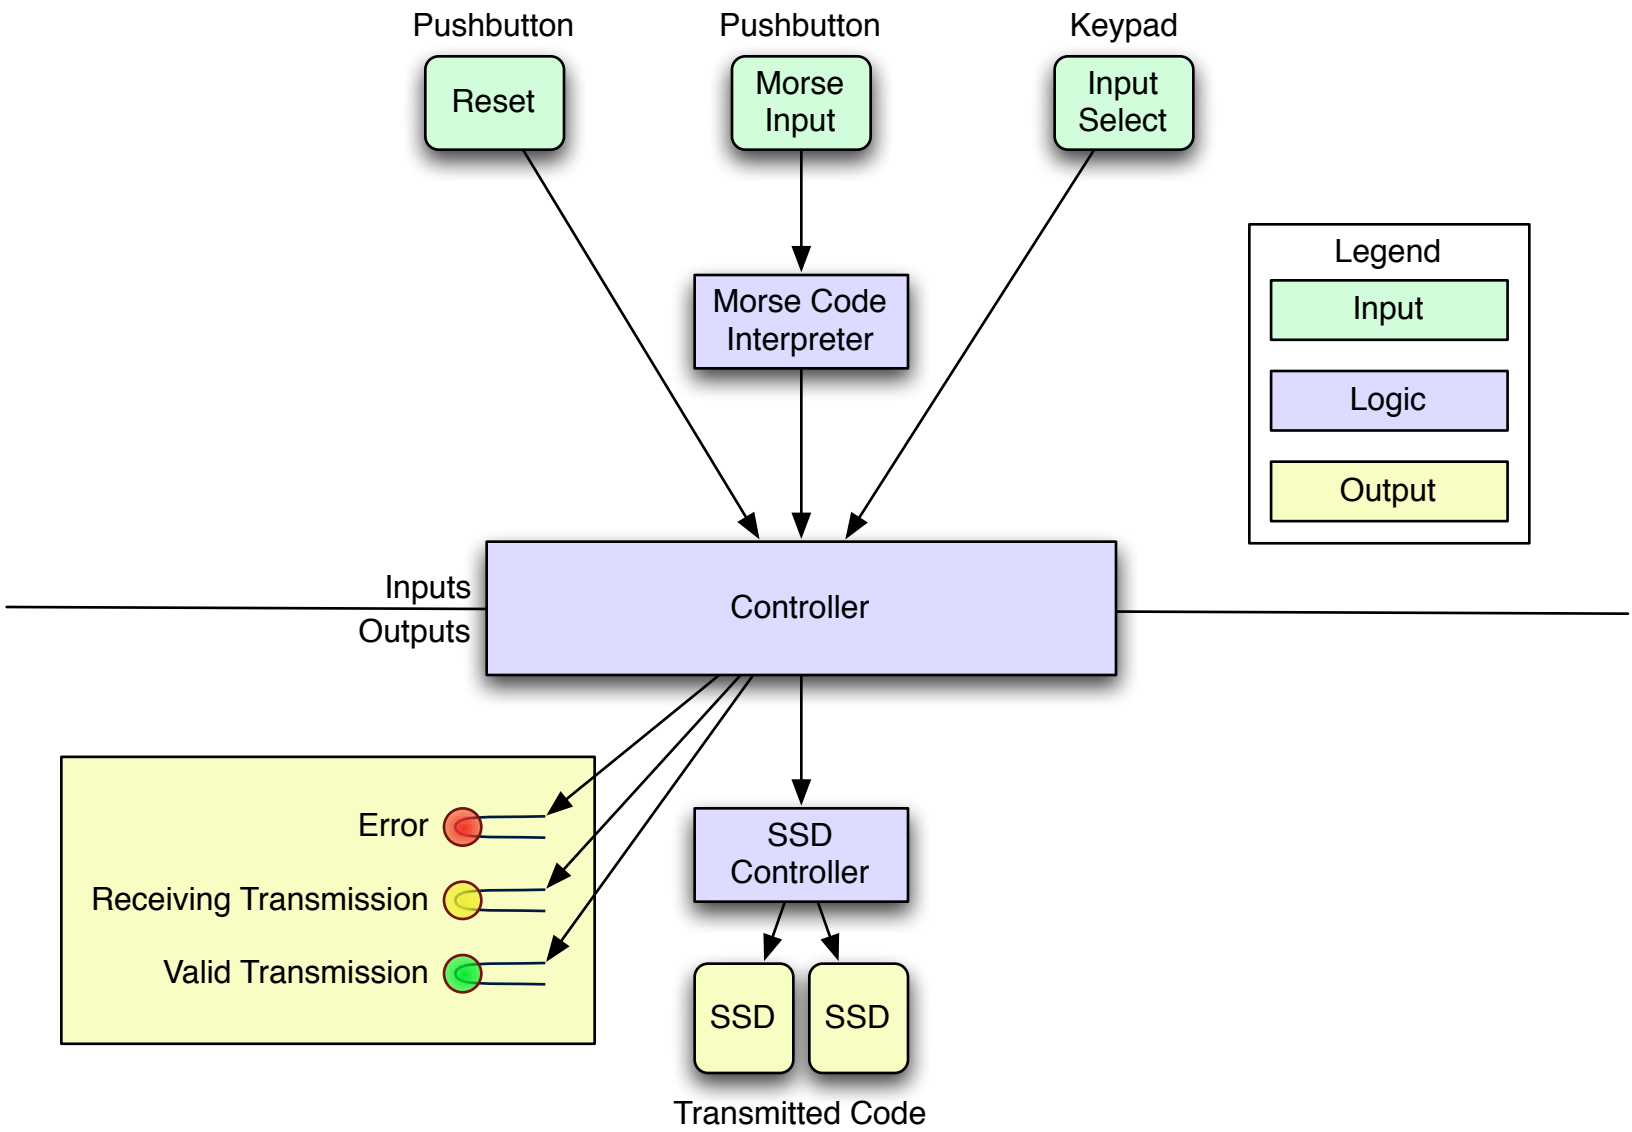 Pushbutton
Pushbutton
Keypad
Reset
Morse
Input
Input
Select
Morse Code
Interpreter
Legend
Input
Logic
Output
Inputs
Outputs
Controller
Error
Receiving Transmission
Valid Transmission
SSD
Controller
SSD
SSD
Transmitted Code